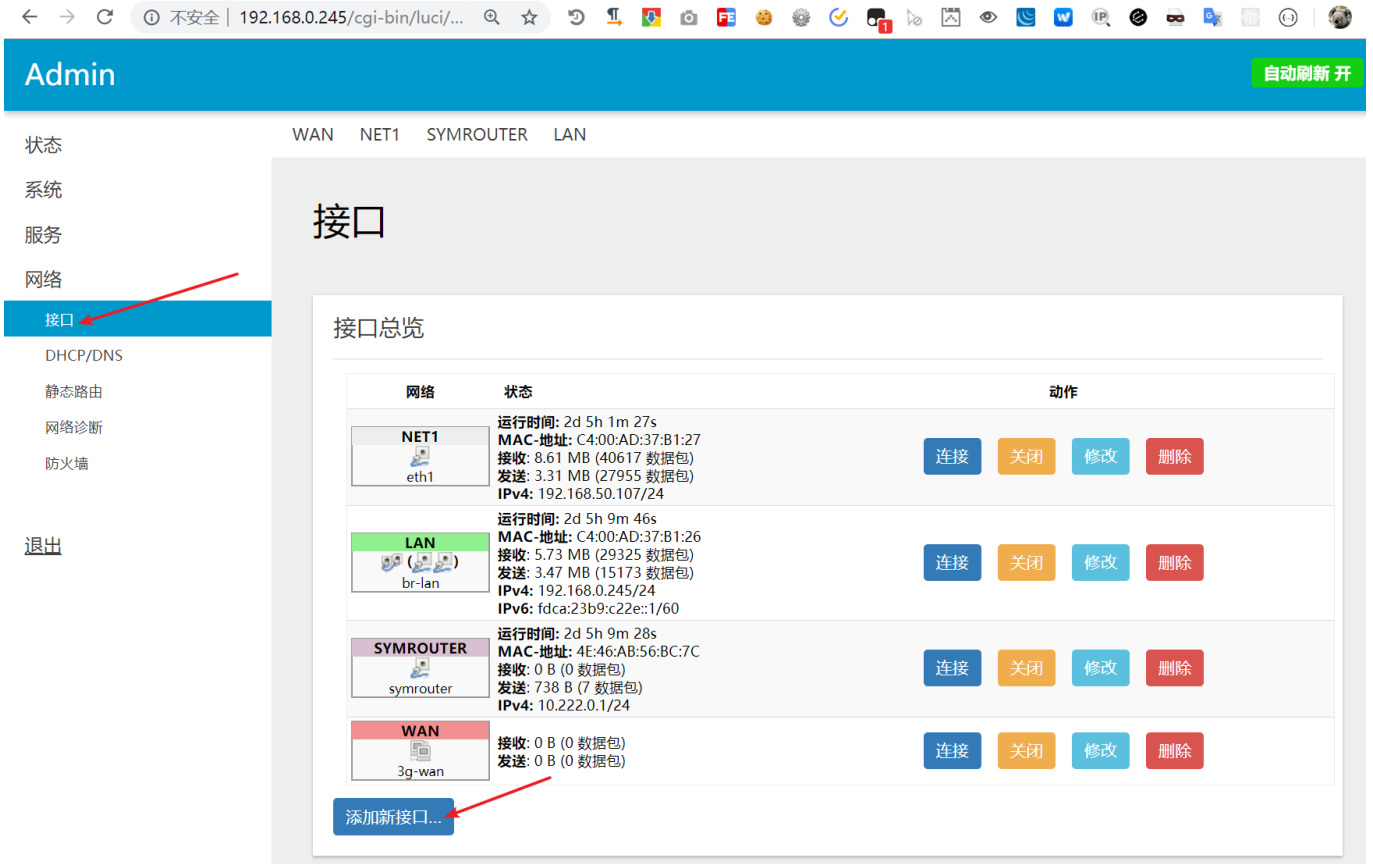 不安全 | 192.168.0.245/cgi-bin/luci/...
FE
1
W
IP
G
Admin
自动刷新 开
状态
系统
服务
网络
接口
DHCP/DNS
静态路由
网络诊断
防火墙
退出
WAN NET1 SYMROUTER LAN
接口
接口总览
网络 状态 动作
NET1
eth1
运行时间: 2d 5h 1m 27s
MAC-地址: C4:00:AD:37:B1:27
接收: 8.61 MB (40617 数据包)
发送: 3.31 MB (27955 数据包)
IPv4: 192.168.50.107/24
连接 关闭 修改 删除
LAN
( )
br-lan
运行时间: 2d 5h 9m 46s
MAC-地址: C4:00:AD:37:B1:26
接收: 5.73 MB (29325 数据包)
发送: 3.47 MB (15173 数据包)
IPv4: 192.168.0.245/24
IPv6: fdca:23b9:c22e::1/60
连接 关闭 修改 删除
SYMROUTER
symrouter
运行时间: 2d 5h 9m 28s
MAC-地址: 4E:46:AB:56:BC:7C
接收: 0 B (0 数据包)
发送: 738 B (7 数据包)
IPv4: 10.222.0.1/24
连接 关闭 修改 删除
WAN
3g-wan
接收: 0 B (0 数据包)
发送: 0 B (0 数据包)
连接 关闭 修改 删除
添加新接口...